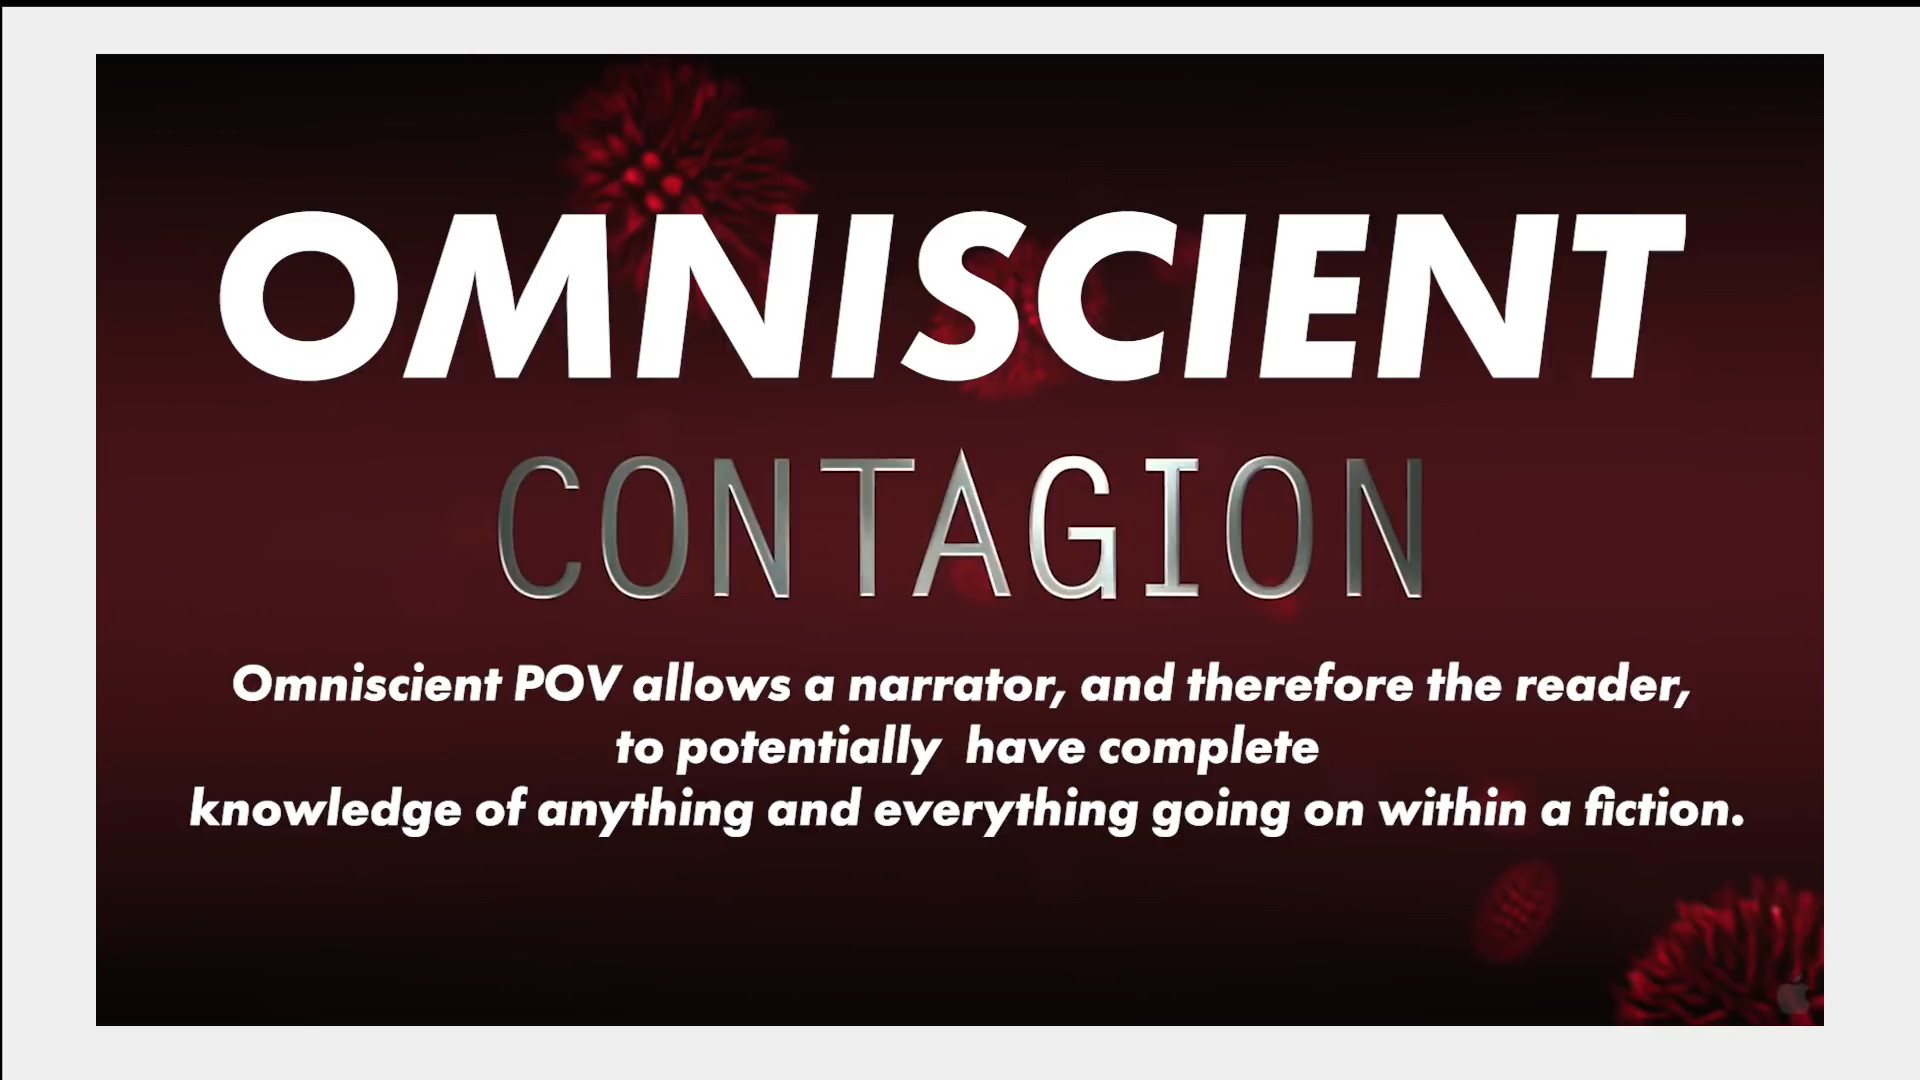 OMNISCIENT
CONTAGION
Omniscient POV allows a narrator, and therefore the reader,
to potentially have complete
knowledge of anything and everything going on within a fiction.